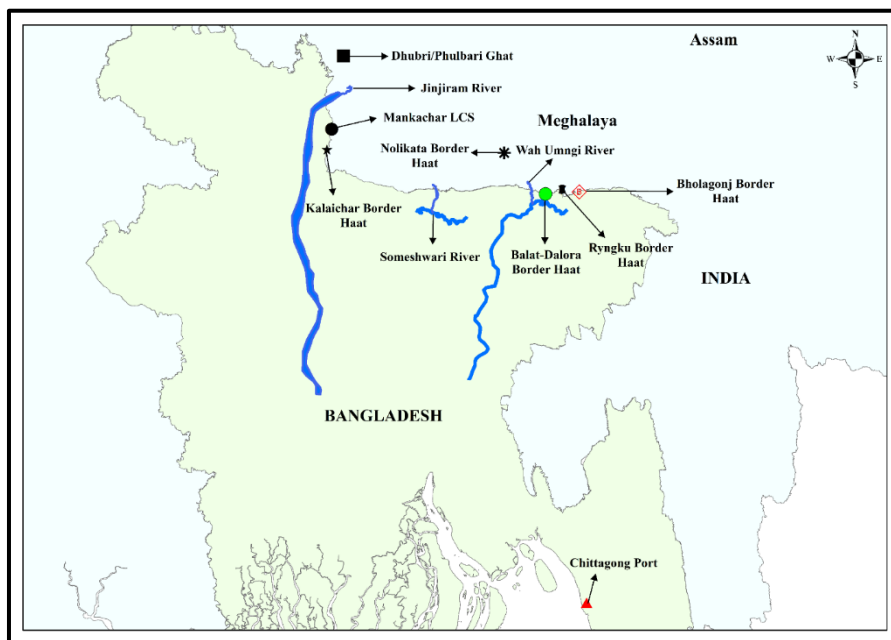 Assam
N
W
E
S
Dhubri/Phulbari Ghat
Jinjiram River
Mankachar LCS
Meghalaya
Nolikata Border
Haat
Wah Umngi River
Kalaichar Border
Haat
Someshwari River
Balat-Dalora
Border Haat
Ryngku Border
Haat
Bholagonj Border
Haat
B
INDIA
BANGLADESH
Chittagong Port